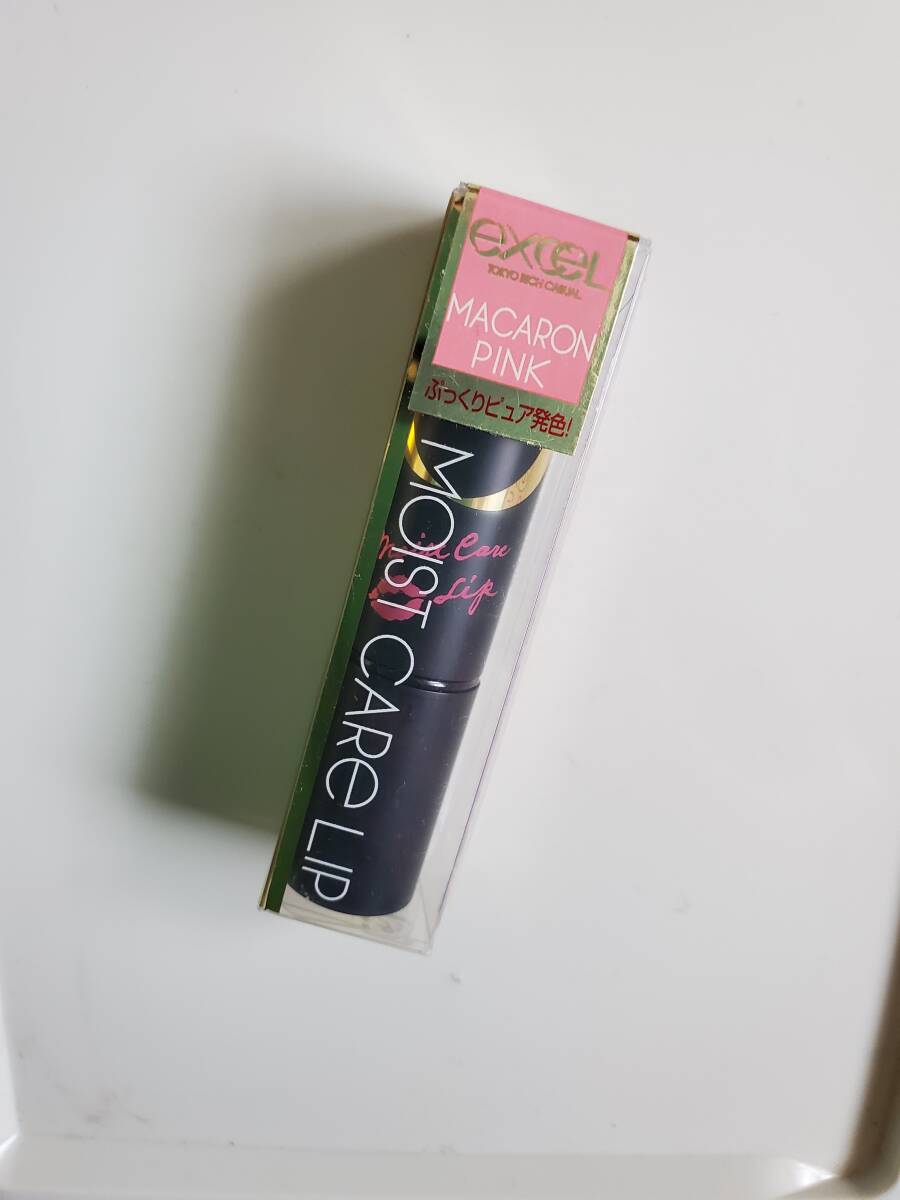 excel
TOKYO RICH CASUAL
MACARON
PINK
ぷっくりピュア発色!
MOIST CARE LIP
Moist Care
Lip